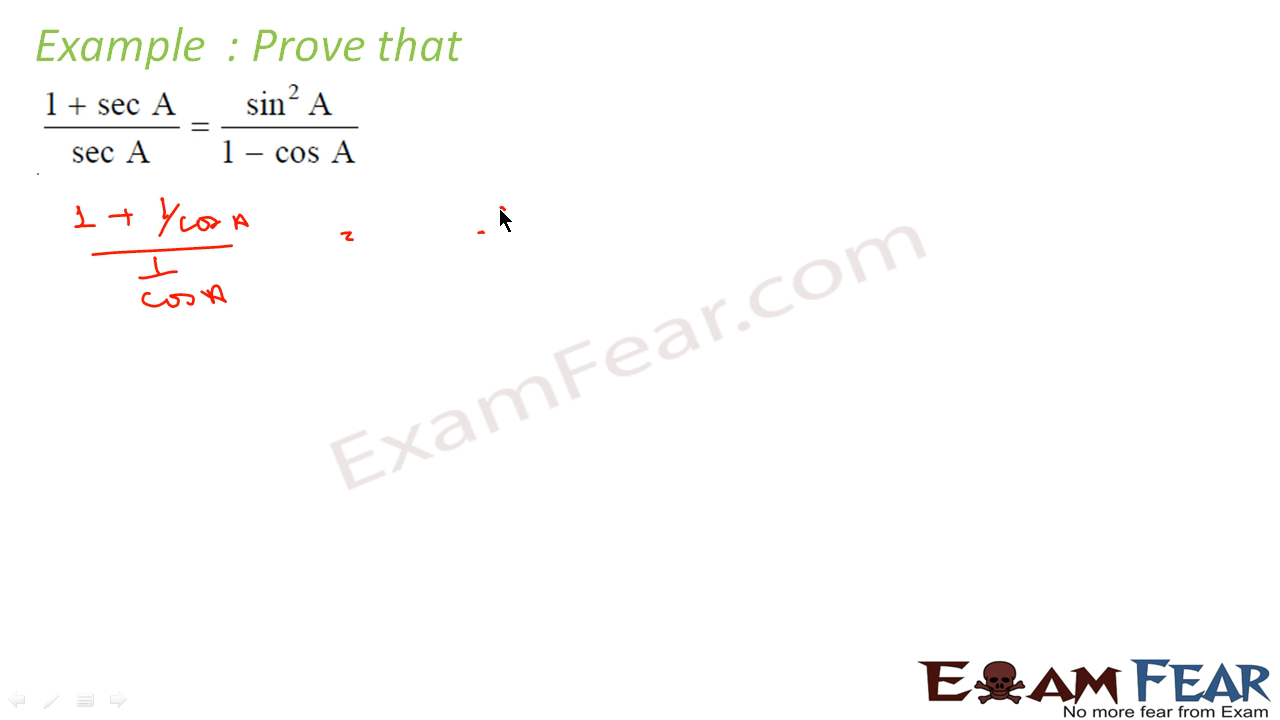 Example : Prove that
1 + sec A / sec A = sin² A / 1 − cos A
1 + 1/cos A =
1
cos A
ExamFear.com
EXAM FEAR
No more fear from Exam